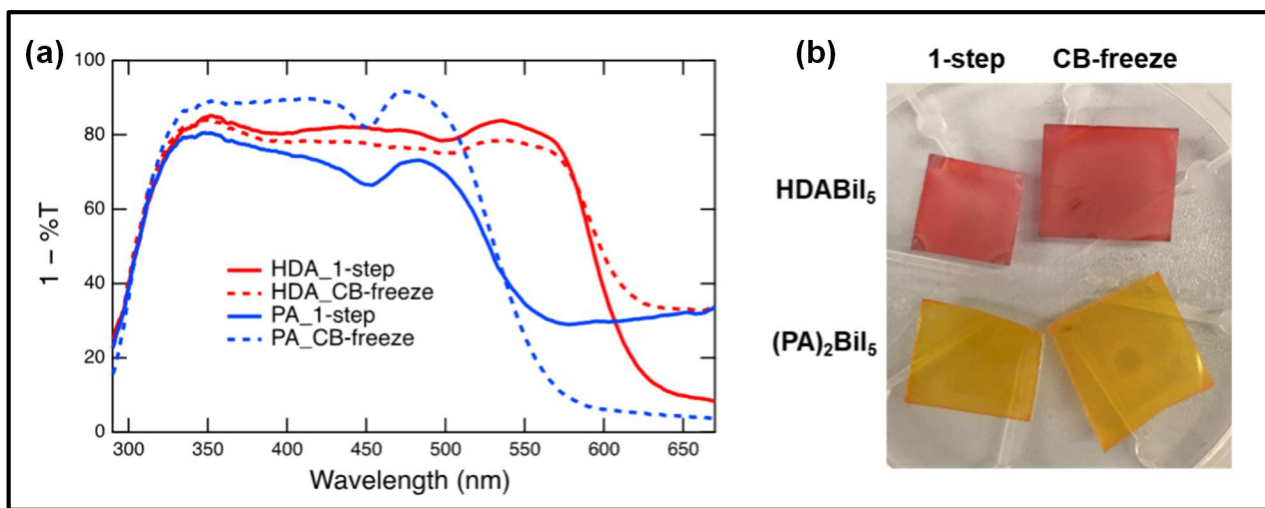 (a)
100
80
60
40
20
0
1 – %T
HDA_1-step
HDA_CB-freeze
PA_1-step
PA_CB-freeze
300 350 400 450 500 550 600 650
Wavelength (nm)
(b)
1-step CB-freeze
HDABiI₅
(PA)₂BiI₅